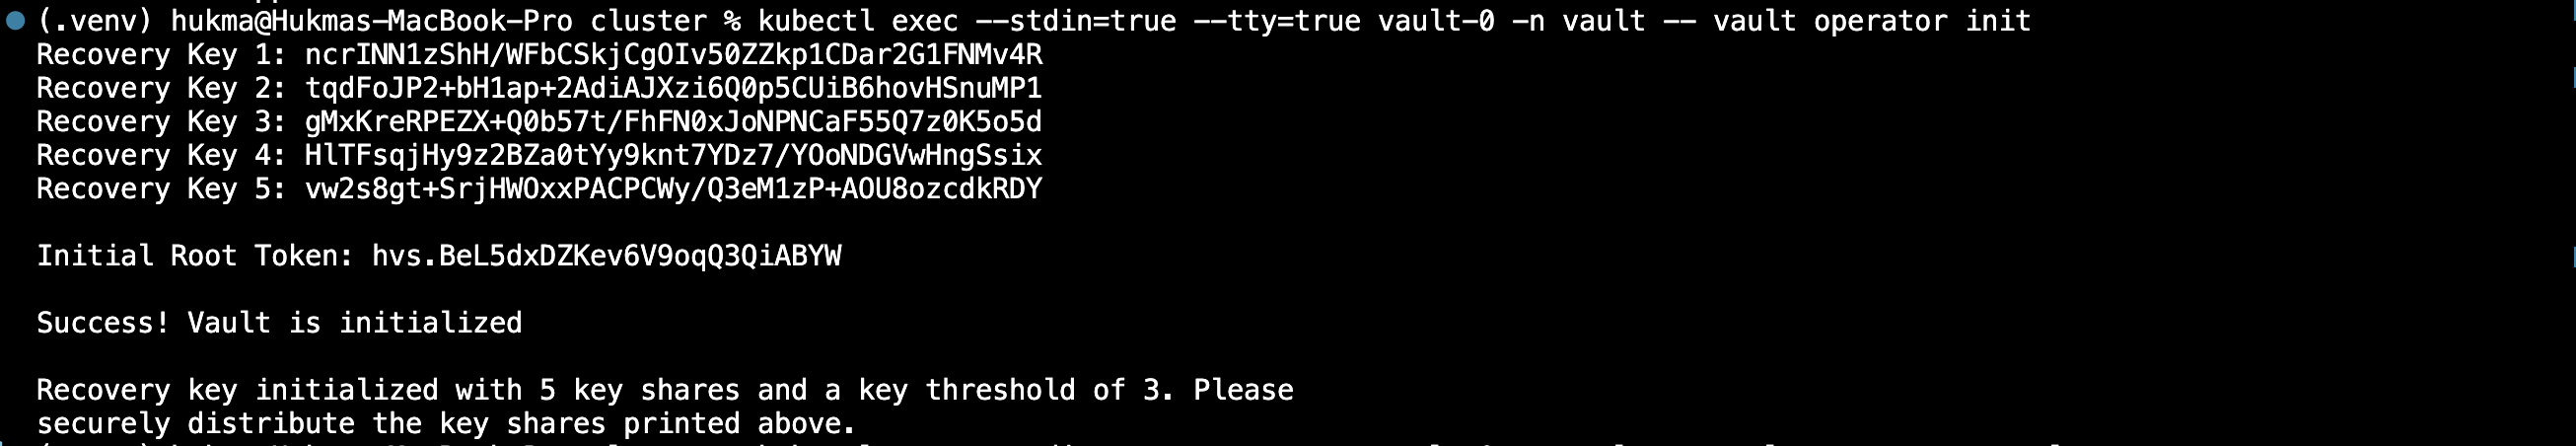 (.venv) hukma@Hukmas-MacBook-Pro cluster % kubectl exec --stdin=true --tty=true vault-0 -n vault -- vault operator init
Recovery Key 1: ncrINN1zShH/WFbCSkjCgOIv50ZZkp1CDar2G1FNMv4R
Recovery Key 2: tqdFoJP2+bH1ap+2AdiAJXzi6Q0p5CUiB6hovHSnuMP1
Recovery Key 3: gMxKreRPEZX+Q0b57t/FhFN0xJoNPNCaF55Q7z0K5o5d
Recovery Key 4: HlTFsqjHy9z2BZa0tYy9knt7YDz7/YOoNDGVwHngSsix
Recovery Key 5: vw2s8gt+SrjHWOxxPACPCWy/Q3eM1zP+AOU8ozcdkRDY
Initial Root Token: hvs.BeL5dxDZKev6V9oqQ3QiABYW
Success! Vault is initialized
Recovery key initialized with 5 key shares and a key threshold of 3. Please
securely distribute the key shares printed above.